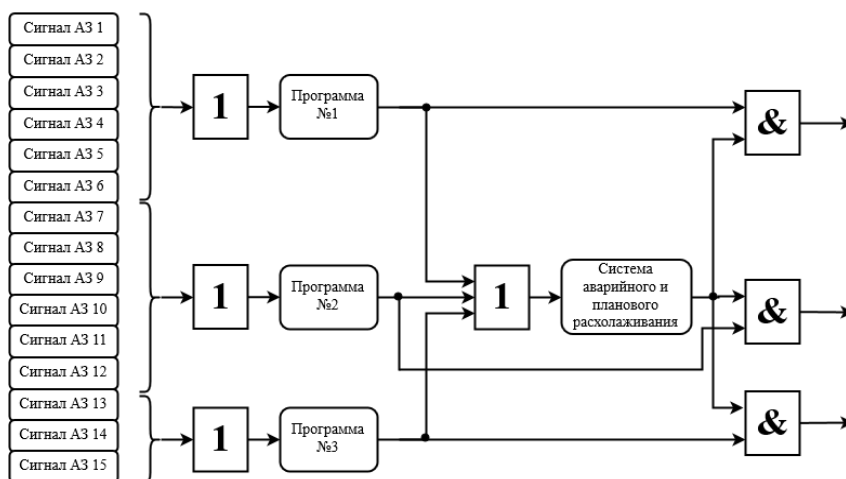 Сигнал АЗ 1
Сигнал АЗ 2
Сигнал АЗ 3
Сигнал АЗ 4
Сигнал АЗ 5
Сигнал АЗ 6
Сигнал АЗ 7
Сигнал АЗ 8
Сигнал АЗ 9
Сигнал АЗ 10
Сигнал АЗ 11
Сигнал АЗ 12
Сигнал АЗ 13
Сигнал АЗ 14
Сигнал АЗ 15
1
Программа
№1
&
1
Программа
№2
1
Система
аварийного и
планового
расхолаживания
&
1
Программа
№3
&